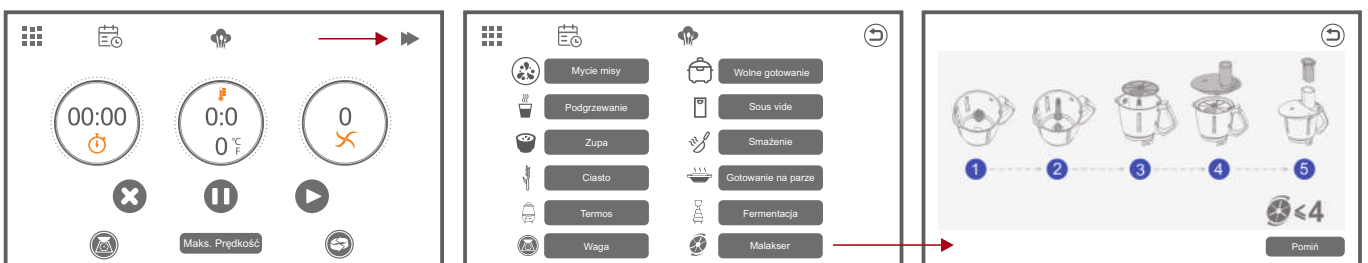 00:00
0:0
0 °C F
0
Maks. Prędkość
Mycie misy
Wolne gotowanie
Podgrzewanie
Sous vide
Zupa
Smażenie
Ciasto
Gotowanie na parze
Termos
Fermentacja
Waga
Malakser
1
2
3
4
5
≤4
Pomiń